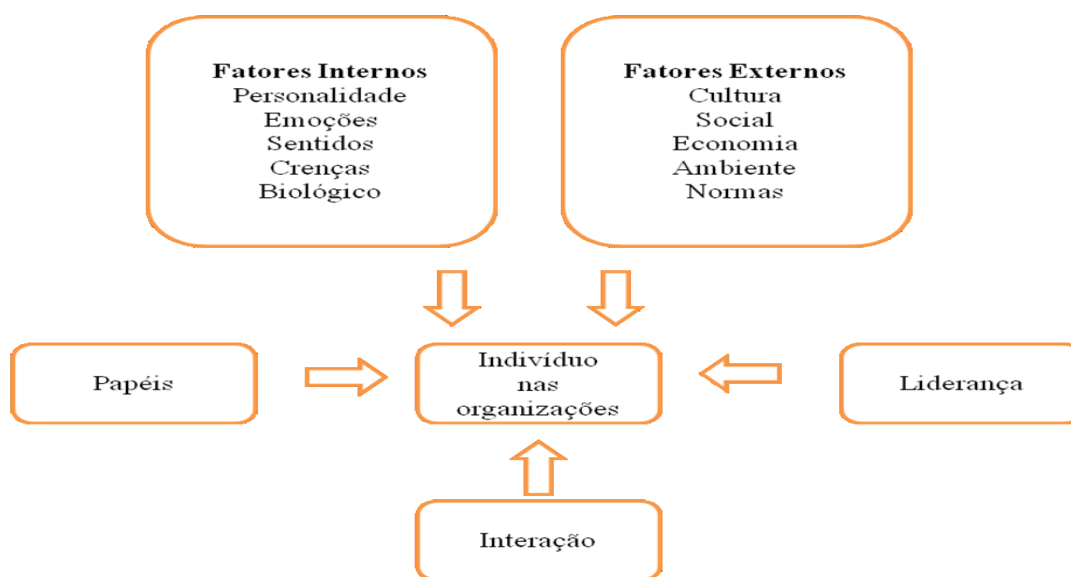 Fatores Internos
Personalidade
Emoções
Sentidos
Crenças
Biológico
Fatores Externos
Cultura
Social
Economia
Ambiente
Normas
Papéis
Indivíduo
nas
organizações
Liderança
Interação